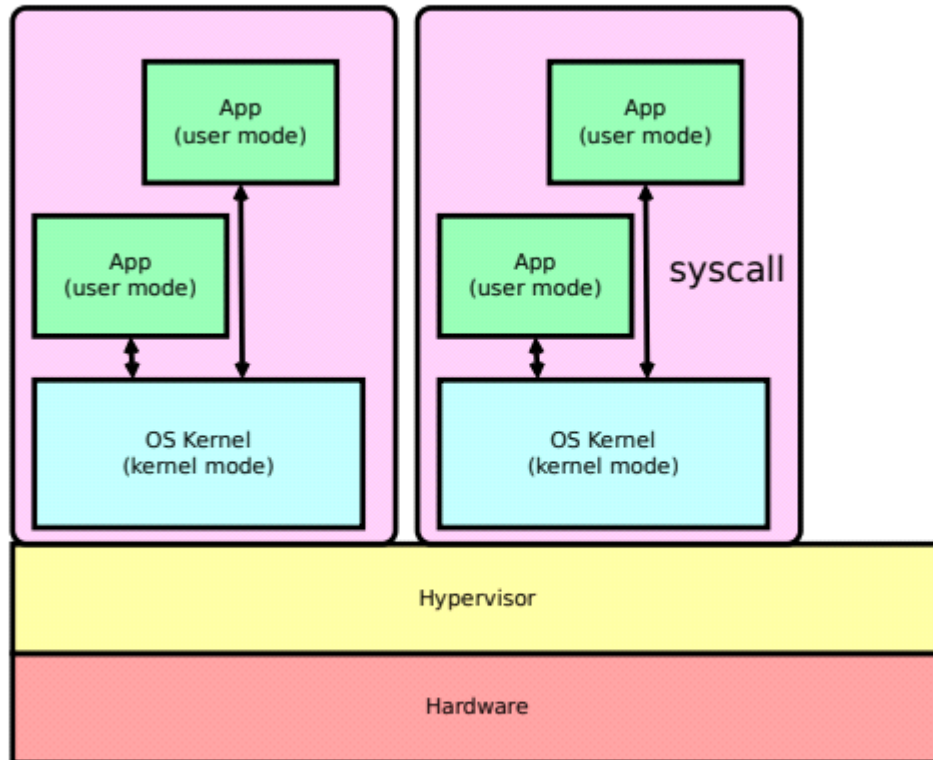 App
(user mode)
App
(user mode)
OS Kernel
(kernel mode)
App
(user mode)
App
(user mode)
syscall
OS Kernel
(kernel mode)
Hypervisor
Hardware